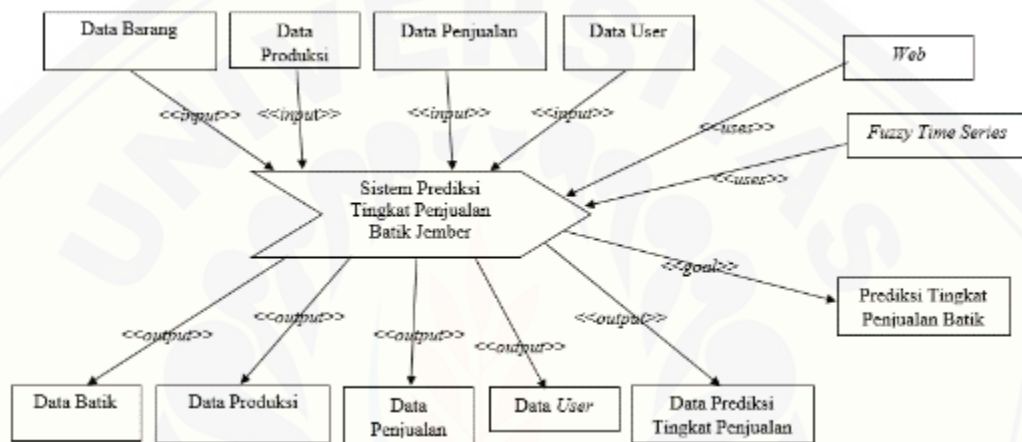 Data Barang
Data
Produksi
Data Penjualan
Data User
Web
<<input>>
<<input>>
<<input>>
<<input>>
<<uses>>
Fuzzy Time Series
<<uses>>
Sistem Prediksi
Tingkat Penjualan
Batik Jember
<<goal>>
Prediksi Tingkat
Penjualan Batik
<<output>>
<<output>>
<<output>>
<<output>>
<<output>>
Data Batik
Data Produksi
Data
Penjualan
Data User
Data Prediksi
Tingkat Penjualan
UNIVERSITAS